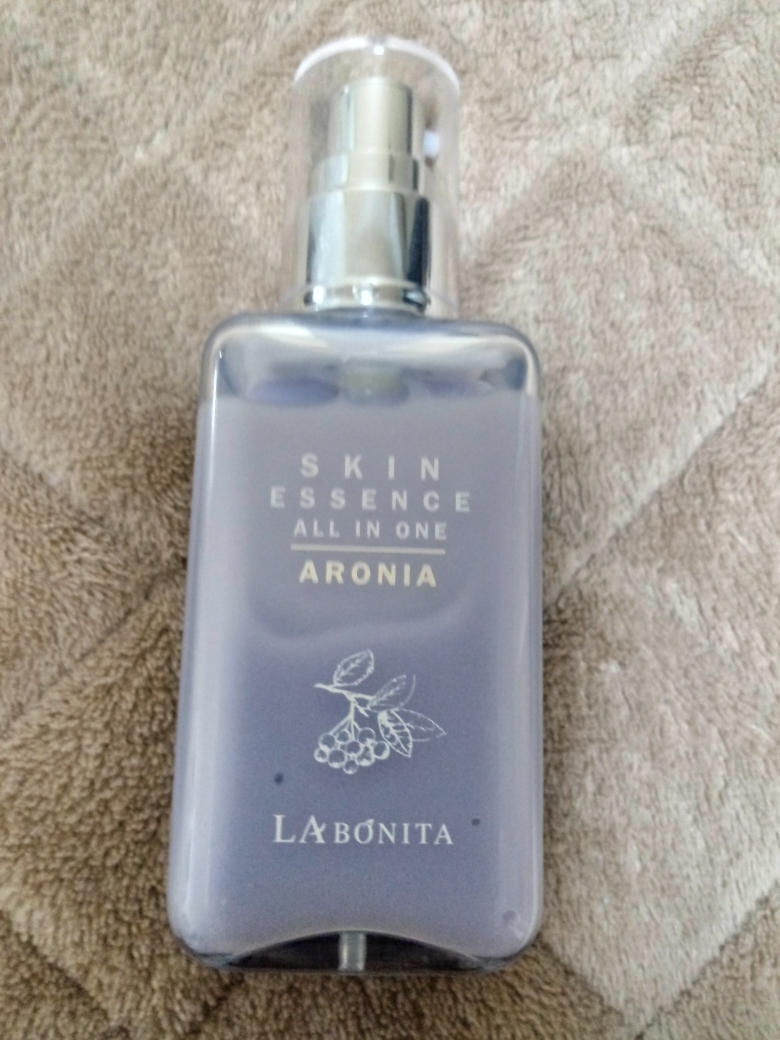 SKIN
ESSENCE
ALL IN ONE
ARONIA
LABONITA